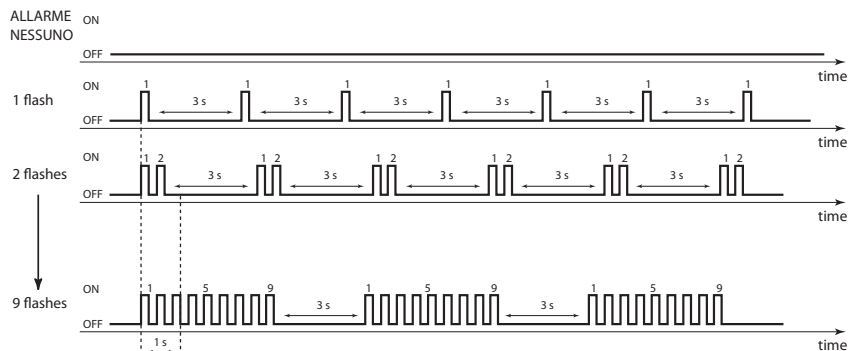 ALLARME
NESSUNO
ON
OFF
time
1 flash
ON
OFF
1 1 1 1 1 1 1
3 s 3 s 3 s 3 s 3 s 3 s
time
2 flashes
ON
OFF
1 2 1 2 1 2 1 2 1 2 1 2
3 s 3 s 3 s 3 s 3 s
time
9 flashes
ON
OFF
1 5 9 1 5 9 1 5 9
3 s 3 s
time
1 s